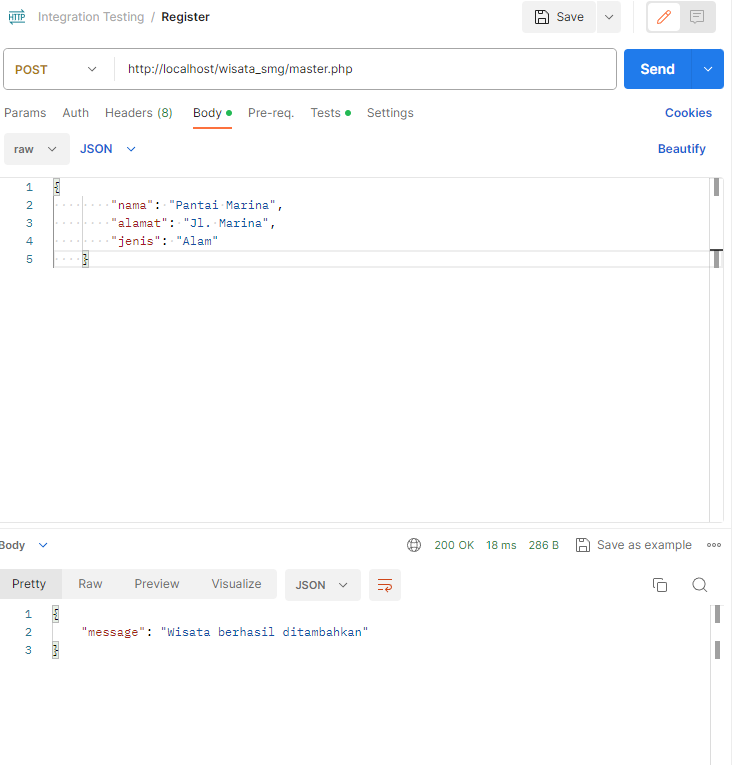 HTTP Integration Testing / Register Save
POST http://localhost/wisata_smg/master.php Send
Params Auth Headers (8) Body Pre-req. Tests Settings Cookies
raw JSON Beautify
1 {
2 "nama": "Pantai Marina",
3 "alamat": "Jl. Marina",
4 "jenis": "Alam"
5 }
Body 200 OK 18 ms 286 B Save as example
Pretty Raw Preview Visualize JSON
1 {
2 "message": "Wisata berhasil ditambahkan"
3 }